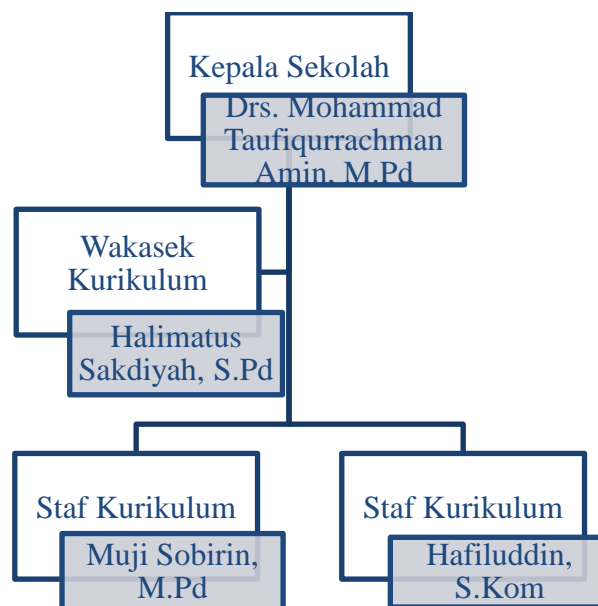 Kepala Sekolah
Drs. Mohammad
Taufiqurrachman
Amin, M.Pd
Wakasek
Kurikulum
Halimatus
Sakdiyah, S.Pd
Staf Kurikulum
Muji Sobirin,
M.Pd
Staf Kurikulum
Hafiluddin,
S.Kom